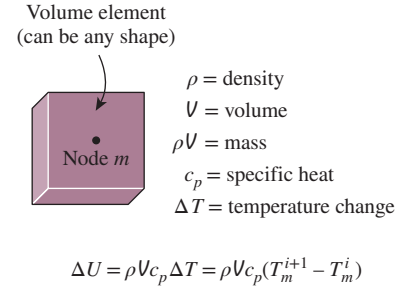 Volume element
(can be any shape)
Node m
ρ = density
V = volume
ρV = mass
c_p = specific heat
ΔT = temperature change
ΔU = ρVc_pΔT = ρVc_p(T_m^{i+1} – T_m^i)